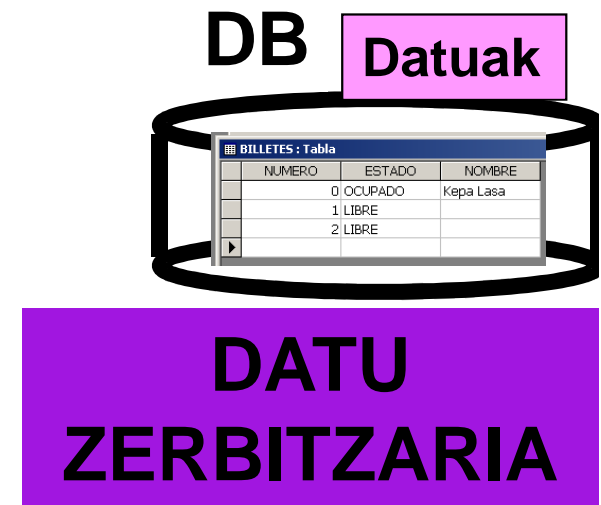 DB
Datuak
BILLETES : Tabla
NUMERO ESTADO NOMBRE
0 OCUPADO Kepa Lasa
1 LIBRE
2 LIBRE
DATU
ZERBITZARIA